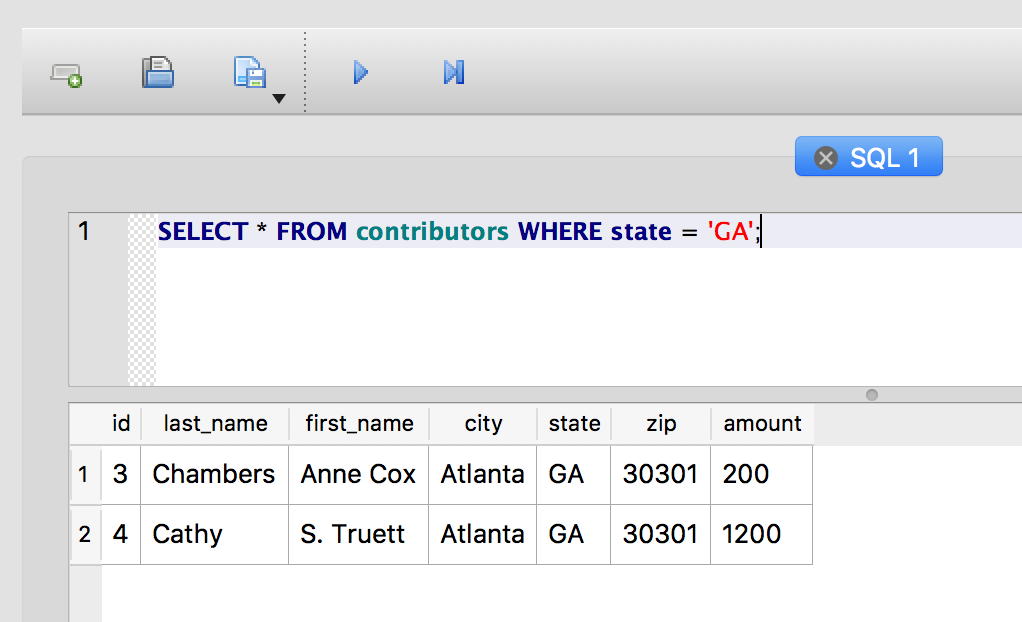 SQL 1
1 SELECT * FROM contributors WHERE state = 'GA';
id last_name first_name city state zip amount
1 3 Chambers Anne Cox Atlanta GA 30301 200
2 4 Cathy S. Truett Atlanta GA 30301 1200